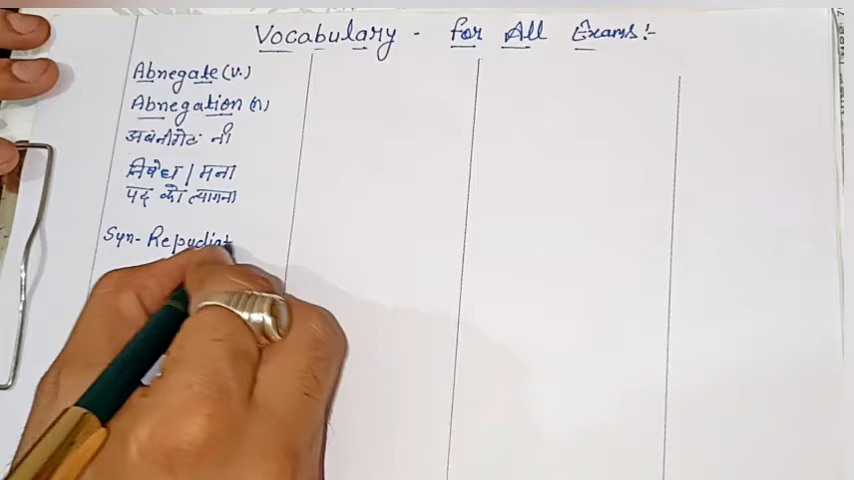 Vocabulary - for All Exams :-
Abnegate (v.)
Abnegation (n)
अबनीगेट नी
निषेध / मना
पद को त्यागना
Syn- Repudiat